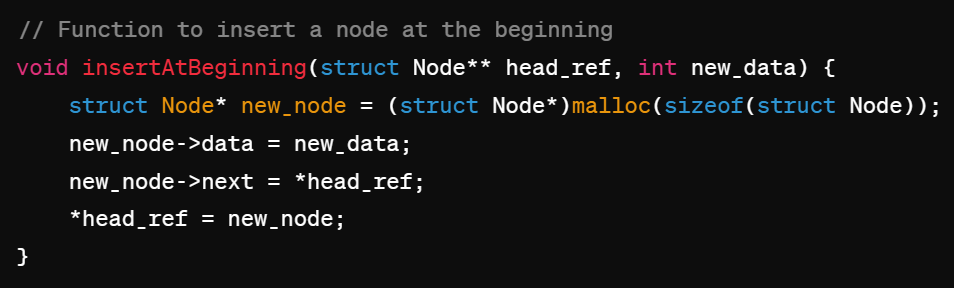 // Function to insert a node at the beginning
void insertAtBeginning(struct Node** head_ref, int new_data) {
    struct Node* new_node = (struct Node*)malloc(sizeof(struct Node));
    new_node->data = new_data;
    new_node->next = *head_ref;
    *head_ref = new_node;
}